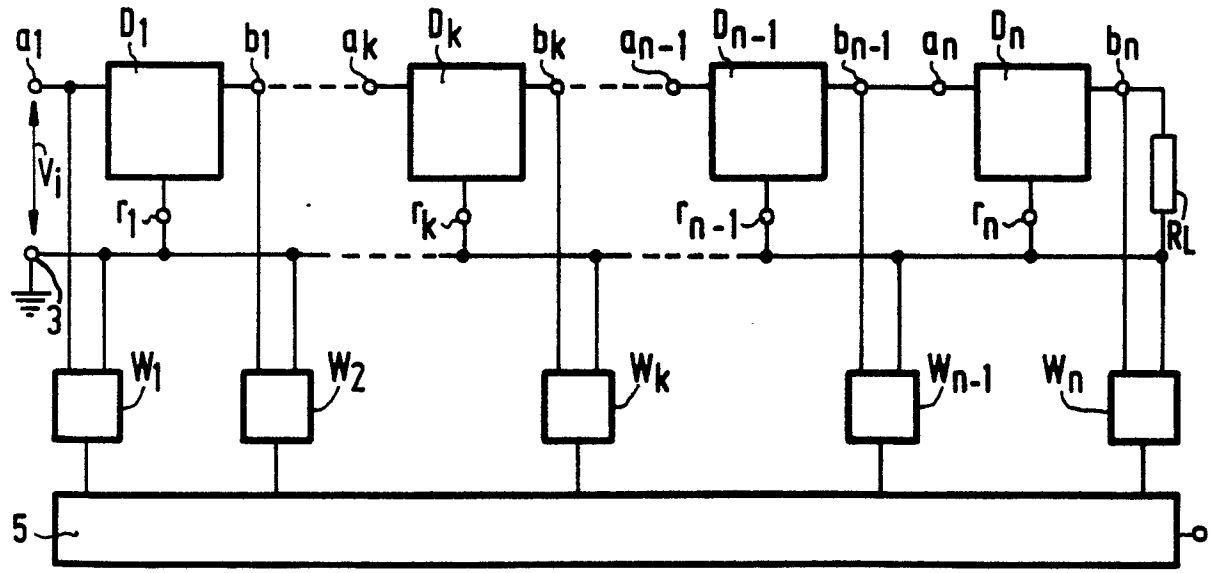 a1 D1 b1 ak Dk bk an-1 Dn-1 bn-1 an Dn bn
Vi r1 rk rn-1 rn RL
3
W1 W2 Wk Wn-1 Wn
5